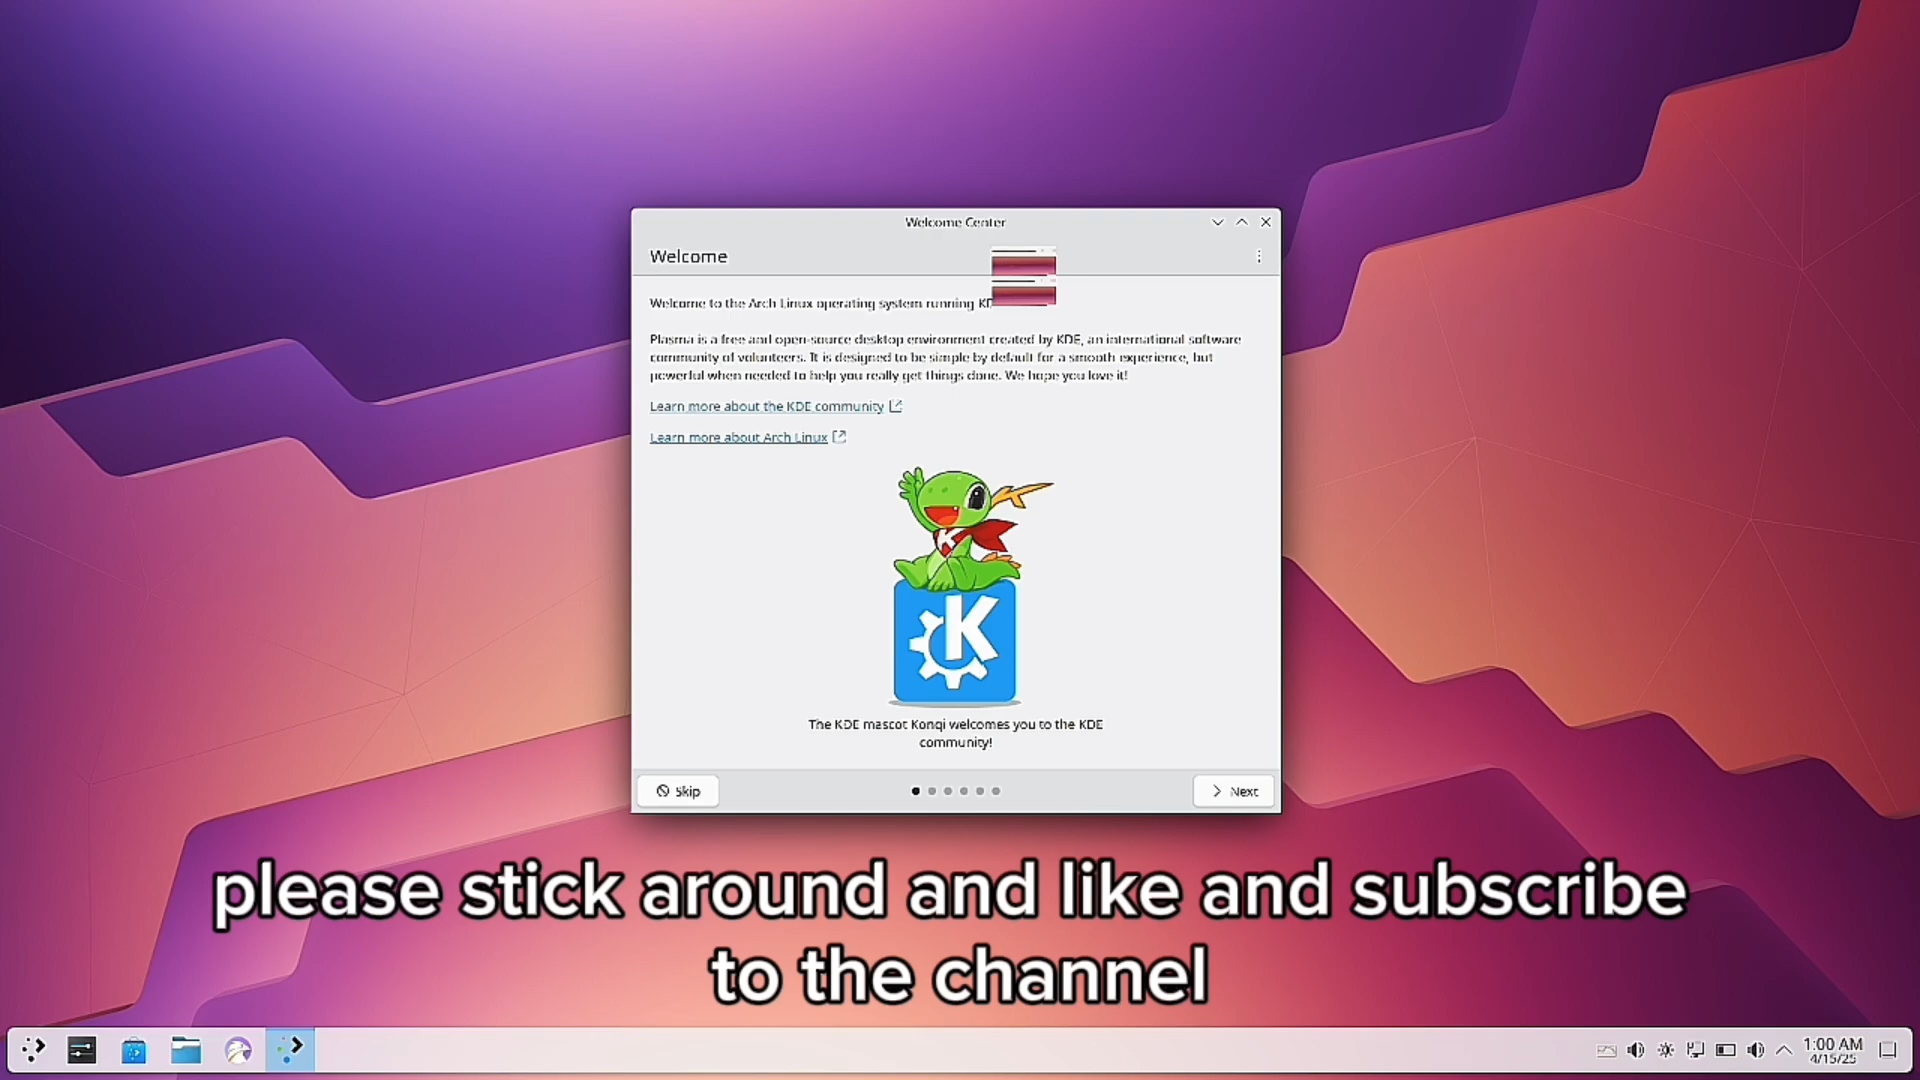 Welcome Center
Welcome
Welcome to the Arch Linux operating system running KD
Plasma is a free and open-source desktop environment created by KDE, an international software
community of volunteers. It is designed to be simple by default for a smooth experience, but
powerful when needed to help you really get things done. We hope you love it!
Learn more about the KDE community
Learn more about Arch Linux
K
K
The KDE mascot Konqi welcomes you to the KDE
community!
Skip
Next
please stick around and like and subscribe
to the channel
1:00 AM
4/15/25